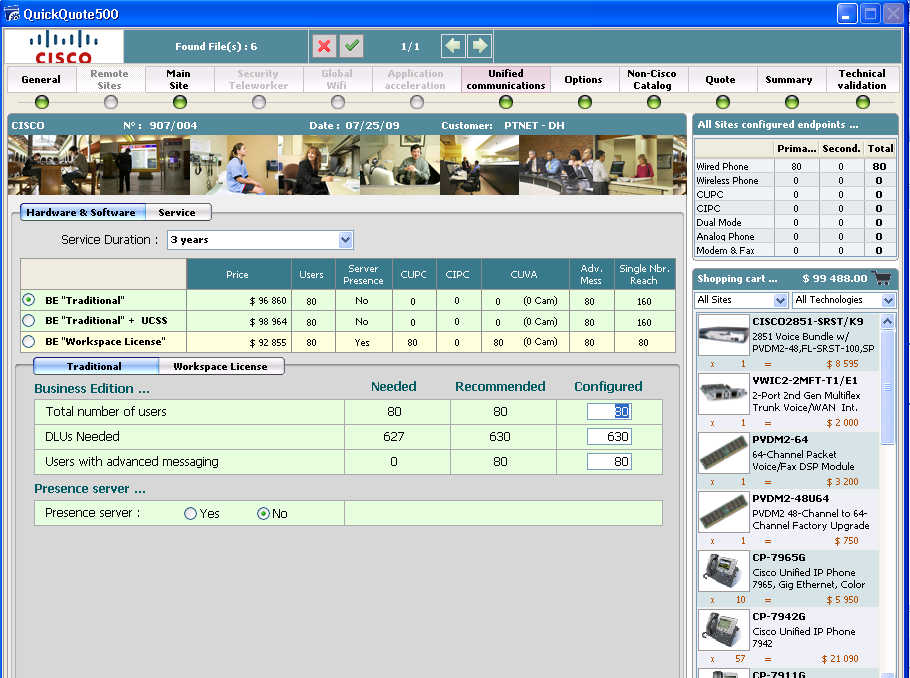 QuickQuote500
CISCO
Found File(s) : 6
1/1
General
Remote Sites
Main Site
Security Teleworker
Global Wifi
Application acceleration
Unified communications
Options
Non-Cisco Catalog
Quote
Summary
Technical validation
CISCO N° : 907/004 Date : 07/25/09 Customer: PTNET - DH
Hardware & Software Service
Service Duration : 3 years
Price Users Server Presence CUPC CIPC CUVA Adv. Mess Single Nbr. Reach
BE "Traditional" $ 96 860 80 No 0 0 0 (0 Cam) 80 160
BE "Traditional" + UCSS $ 98 964 80 No 0 0 0 (0 Cam) 80 160
BE "Workspace License" $ 92 855 80 Yes 80 0 80 (0 Cam) 80 80
Traditional Workspace License
Business Edition ... Needed Recommended Configured
Total number of users 80 80 80
DLUs Needed 627 630 630
Users with advanced messaging 0 80 80
Presence server ...
Presence server : Yes No
All Sites configured endpoints ...
Prima... Second. Total
Wired Phone 80 0 80
Wireless Phone 0 0 0
CUPC 0 0 0
CIPC 0 0 0
Dual Mode 0 0 0
Analog Phone 0 0 0
Modem & Fax 0 0 0
Shopping cart ... $ 99 488.00
All Sites All Technologies
CISCO2851-SRST/K9
2851 Voice Bundle w/
PVDM2-48,FL-SRST-100,SP
x 1 = $ 8 595
VWIC2-2MFT-T1/E1
2-Port 2nd Gen Multiflex
Trunk Voice/WAN Int.
x 1 = $ 2 000
PVDM2-64
64-Channel Packet
Voice/Fax DSP Module
x 1 = $ 3 200
PVDM2-48U64
PVDM2 48-Channel to 64-
Channel Factory Upgrade
x 1 = $ 750
CP-7965G
Cisco Unified IP Phone
7965, Gig Ethernet, Color
x 10 = $ 5 950
CP-7942G
Cisco Unified IP Phone
7942
x 57 = $ 21 090
CP-7911G